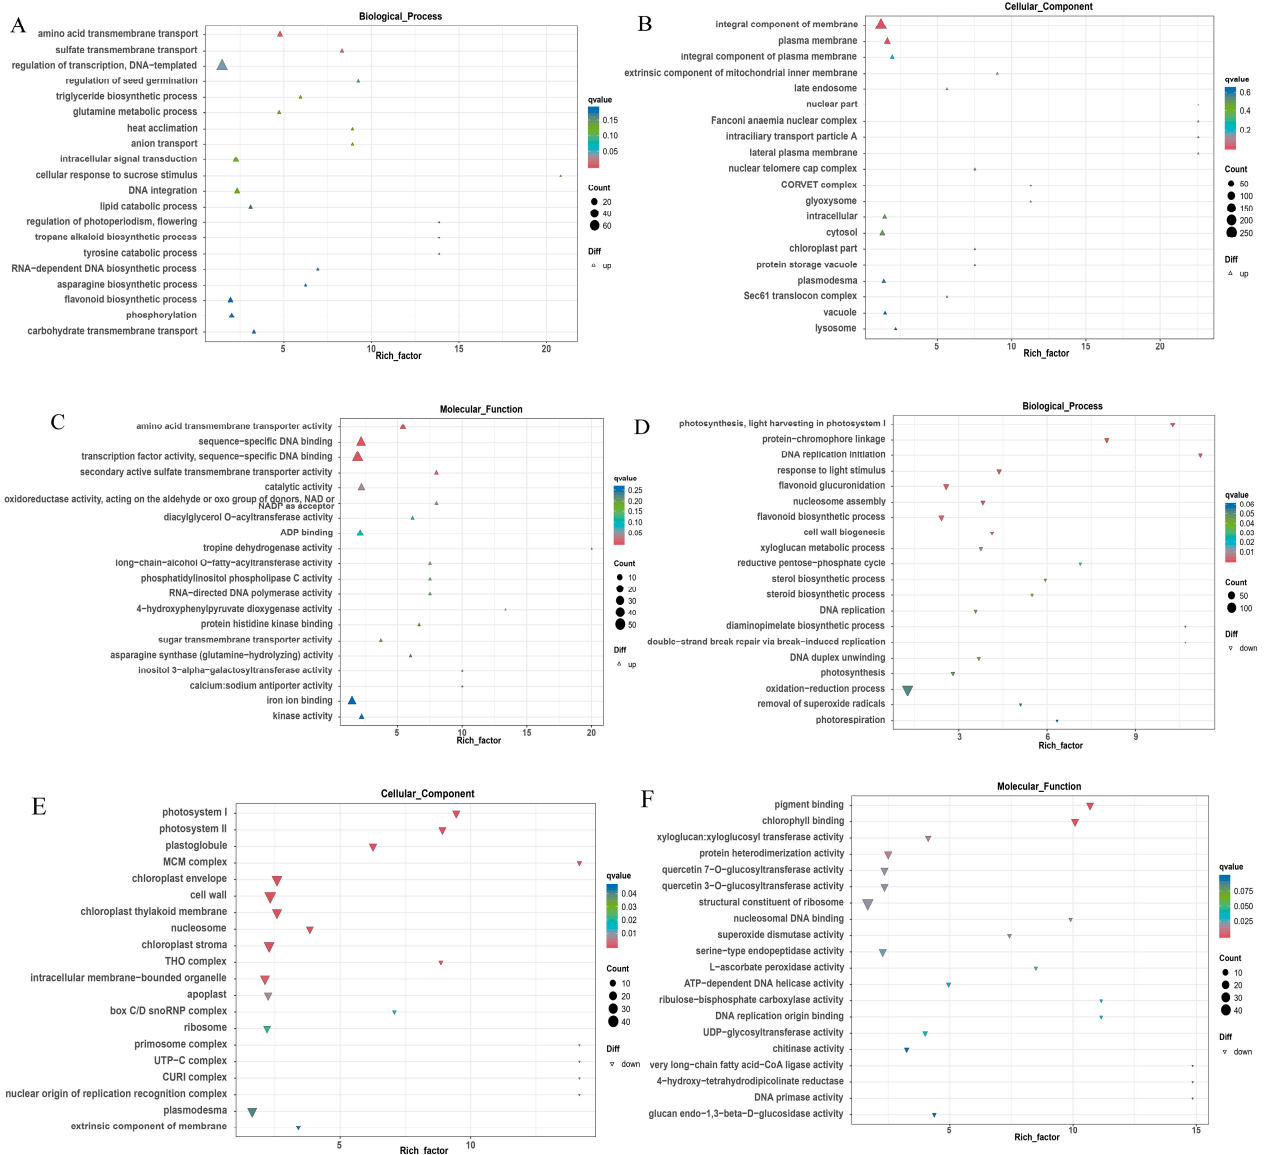 A
Biological_Process
amino acid transmembrane transport
sulfate transmembrane transport
regulation of transcription, DNA-templated
regulation of seed germination
triglyceride biosynthetic process
glutamine metabolic process
heat acclimation
anion transport
intracellular signal transduction
cellular response to sucrose stimulus
DNA integration
lipid catabolic process
regulation of photoperiodism, flowering
tropane alkaloid biosynthetic process
tyrosine catabolic process
RNA-dependent DNA biosynthetic process
asparagine biosynthetic process
flavonoid biosynthetic process
phosphorylation
carbohydrate transmembrane transport
5 10 15 20
Rich_factor
qvalue
0.15
0.10
0.05
Count
20
40
60
Diff
up
B
Cellular_Component
integral component of membrane
plasma membrane
integral component of plasma membrane
extrinsic component of mitochondrial inner membrane
late endosome
nuclear part
Fanconi anaemia nuclear complex
intraciliary transport particle A
lateral plasma membrane
nuclear telomere cap complex
CORVET complex
glyoxysome
intracellular
cytosol
chloroplast part
protein storage vacuole
plasmodesma
Sec61 translocon complex
vacuole
lysosome
5 10 15 20
Rich_factor
qvalue
0.6
0.4
0.2
Count
50
100
150
200
250
Diff
up
C
Molecular_Function
amino acid transmembrane transporter activity
sequence-specific DNA binding
transcription factor activity, sequence-specific DNA binding
secondary active sulfate transmembrane transporter activity
catalytic activity
oxidoreductase activity, acting on the aldehyde or oxo group of donors, NAD or
NADP as acceptor
diacylglycerol O-acyltransferase activity
ADP binding
tropine dehydrogenase activity
long-chain-alcohol O-fatty-acyltransferase activity
phosphatidylinositol phospholipase C activity
RNA-directed DNA polymerase activity
4-hydroxyphenylpyruvate dioxygenase activity
protein histidine kinase binding
sugar transmembrane transporter activity
asparagine synthase (glutamine-hydrolyzing) activity
inositol 3-alpha-galactosyltransferase activity
calcium:sodium antiporter activity
iron ion binding
kinase activity
5 10 15 20
Rich_factor
qvalue
0.25
0.20
0.15
0.10
0.05
Count
10
20
30
40
50
Diff
up
D
Biological_Process
photosynthesis, light harvesting in photosystem I
protein-chromophore linkage
DNA replication initiation
response to light stimulus
flavonoid glucuronidation
nucleosome assembly
flavonoid biosynthetic process
cell wall biogenesis
xyloglucan metabolic process
reductive pentose-phosphate cycle
sterol biosynthetic process
steroid biosynthetic process
DNA replication
diaminopimelate biosynthetic process
double-strand break repair via break-induced replication
DNA duplex unwinding
photosynthesis
oxidation-reduction process
removal of superoxide radicals
photorespiration
3 6 9
Rich_factor
qvalue
0.06
0.05
0.04
0.03
0.02
0.01
Count
50
100
Diff
down
E
Cellular_Component
photosystem I
photosystem II
plastoglobule
MCM complex
chloroplast envelope
cell wall
chloroplast thylakoid membrane
nucleosome
chloroplast stroma
THO complex
intracellular membrane-bounded organelle
apoplast
box C/D snoRNP complex
ribosome
primosome complex
UTP-C complex
CURI complex
nuclear origin of replication recognition complex
plasmodesma
extrinsic component of membrane
5 10
Rich_factor
qvalue
0.04
0.03
0.02
0.01
Count
10
20
30
40
Diff
down
F
Molecular_Function
pigment binding
chlorophyll binding
xyloglucan:xyloglucosyl transferase activity
protein heterodimerization activity
quercetin 7-O-glucosyltransferase activity
quercetin 3-O-glucosyltransferase activity
structural constituent of ribosome
nucleosomal DNA binding
superoxide dismutase activity
serine-type endopeptidase activity
L-ascorbate peroxidase activity
ATP-dependent DNA helicase activity
ribulose-bisphosphate carboxylase activity
DNA replication origin binding
UDP-glycosyltransferase activity
chitinase activity
very long-chain fatty acid-CoA ligase activity
4-hydroxy-tetrahydrodipicolinate reductase
DNA primase activity
glucan endo-1,3-beta-D-glucosidase activity
5 10 15
Rich_factor
qvalue
0.075
0.050
0.025
Count
10
20
30
40
Diff
down